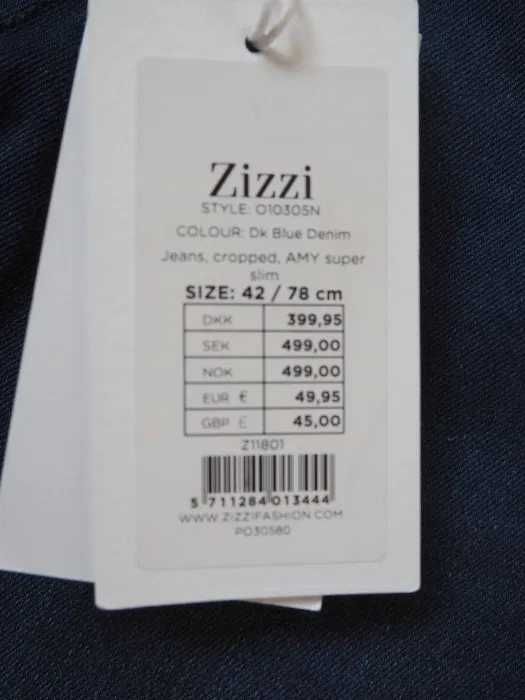 Zizzi
STYLE: O10305N
COLOUR: Dk Blue Denim
Jeans, cropped, AMY super
slim
SIZE: 42 / 78 cm
DKK 399,95
SEK 499,00
NOK 499,00
EUR € 49,95
GBP £ 45,00
Z11801
5 711284 013444
WWW.ZIZZIFASHION.COM
PO30580